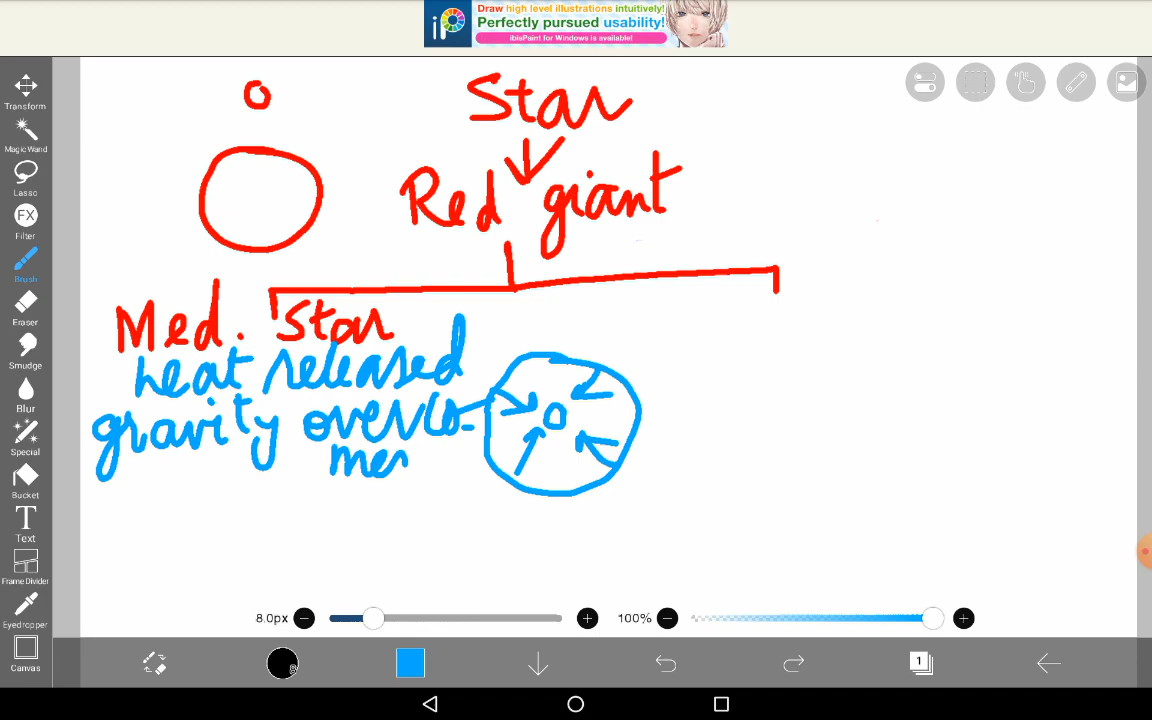 Draw high level illustrations intuitively!
Perfectly pursued usability!
ibisPaint for Windows is available!
iP
Transform
Magic Wand
Lasso
FX
Filter
Brush
Eraser
Smudge
Blur
Special
Bucket
T
Text
Frame Divider
Eyedropper
Canvas
Star
Red giant
Med. Star
heat released
gravity overco-
mes
8.0px
100%
1